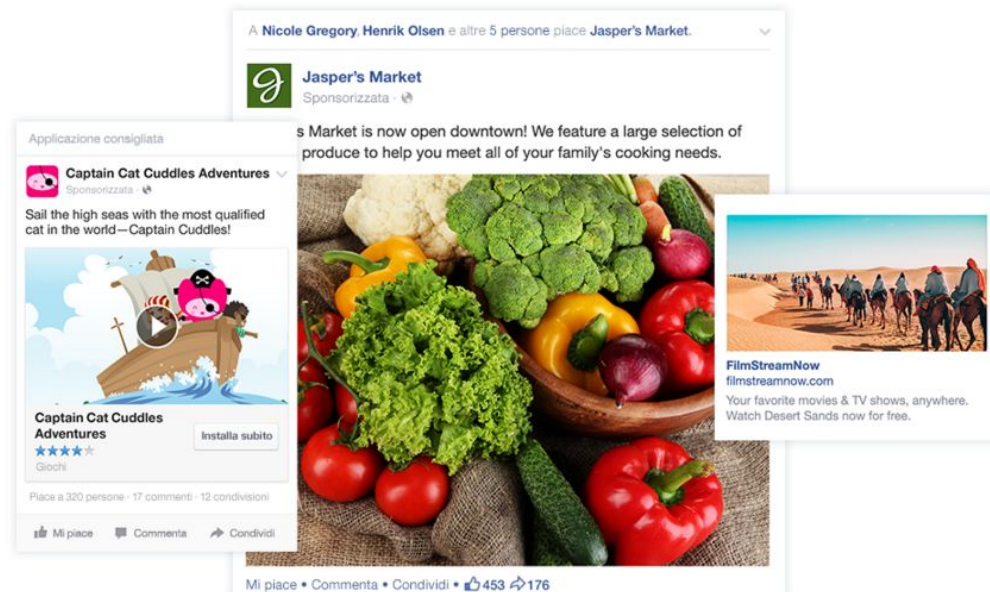 A Nicole Gregory, Henrik Olsen e altre 5 persone piace Jasper's Market.
Jasper's Market
Sponsorizzata ·
s Market is now open downtown! We feature a large selection of
produce to help you meet all of your family's cooking needs.
Mi piace • Commenta • Condividi • 453 176
Applicazione consigliata
Captain Cat Cuddles Adventures
Sponsorizzata ·
Sail the high seas with the most qualified
cat in the world—Captain Cuddles!
Captain Cat Cuddles
Adventures
Installa subito
Giochi
Piace a 320 persone · 17 commenti · 12 condivisioni
Mi piace Commenta Condividi
FilmStreamNow
filmstreamnow.com
Your favorite movies & TV shows, anywhere.
Watch Desert Sands now for free.